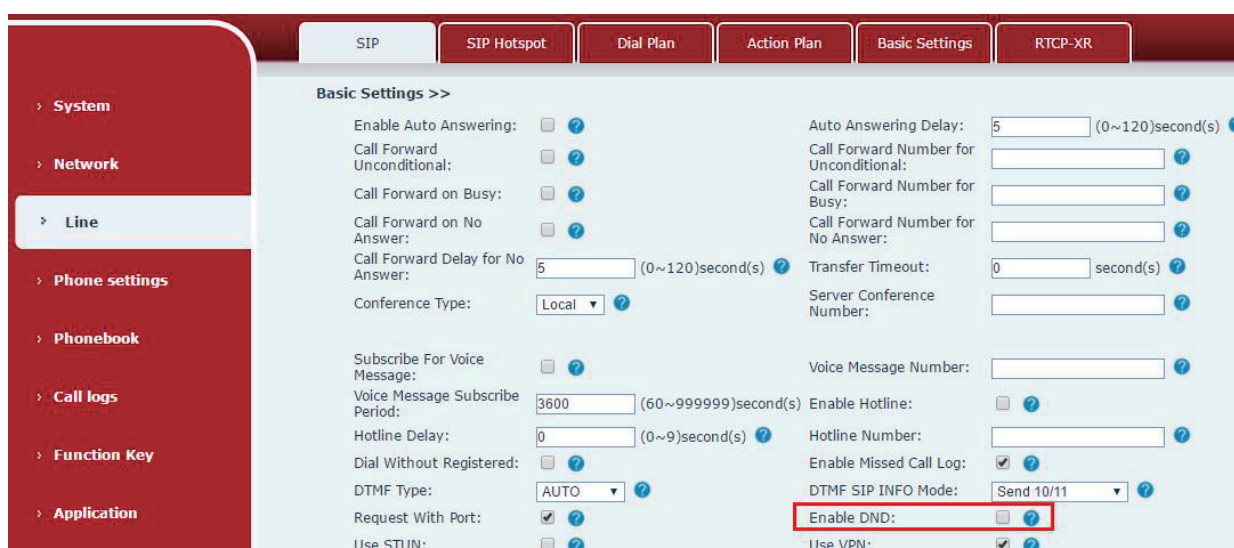 SIP
SIP Hotspot
Dial Plan
Action Plan
Basic Settings
RTCP-XR
System
Network
Line
Phone settings
Phonebook
Call logs
Function Key
Application
Basic Settings >>
Enable Auto Answering:
Auto Answering Delay: 5 (0~120)second(s)
Call Forward
Unconditional:
Call Forward Number for
Unconditional:
Call Forward on Busy:
Call Forward Number for
Busy:
Call Forward on No
Answer:
Call Forward Number for
No Answer:
Call Forward Delay for No
Answer: 5 (0~120)second(s)
Transfer Timeout: 0 second(s)
Conference Type: Local
Server Conference
Number:
Subscribe For Voice
Message:
Voice Message Number:
Voice Message Subscribe
Period: 3600 (60~999999)second(s)
Enable Hotline:
Hotline Delay: 0 (0~9)second(s)
Hotline Number:
Dial Without Registered:
Enable Missed Call Log:
DTMF Type: AUTO
DTMF SIP INFO Mode: Send 10/11
Request With Port:
Enable DND:
Use STUN:
Use VPN: